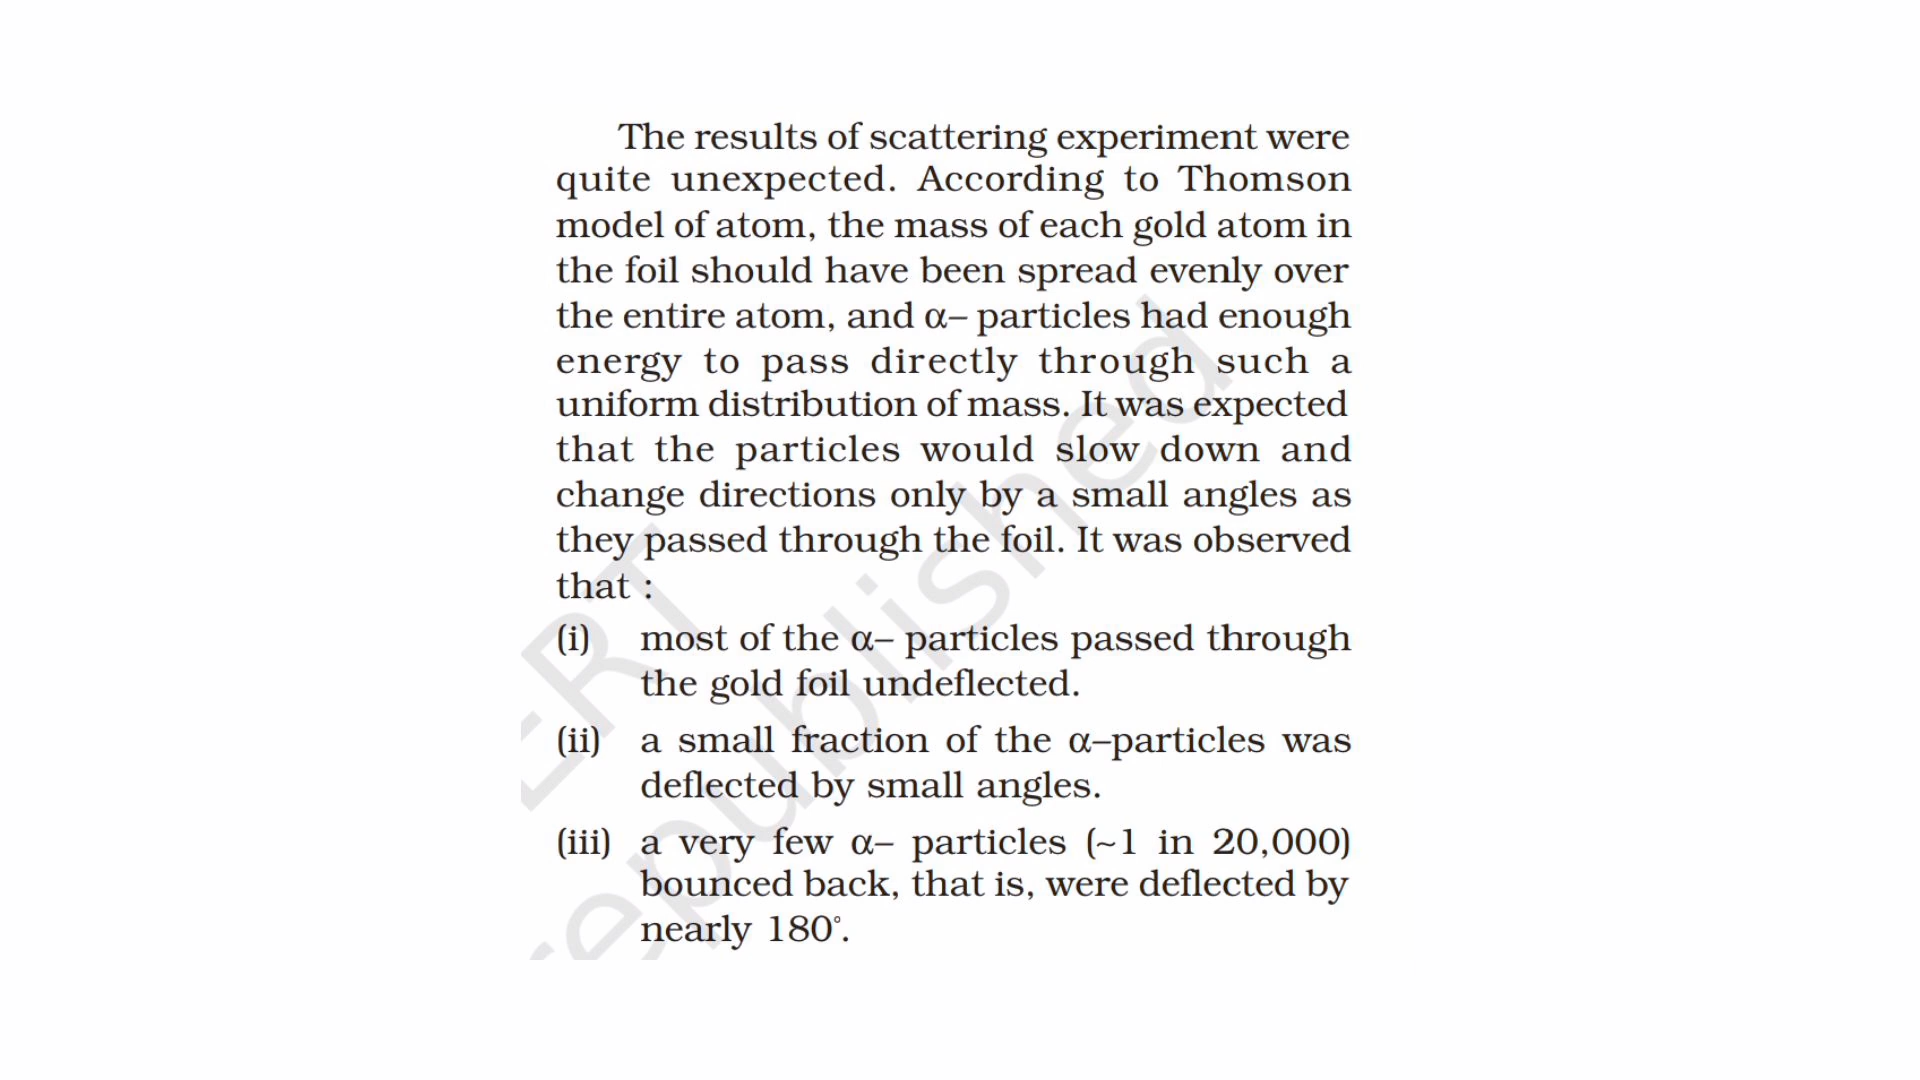 The results of scattering experiment were
quite unexpected. According to Thomson
model of atom, the mass of each gold atom in
the foil should have been spread evenly over
the entire atom, and α– particles had enough
energy to pass directly through such a
uniform distribution of mass. It was expected
that the particles would slow down and
change directions only by a small angles as
they passed through the foil. It was observed
that :
(i) most of the α– particles passed through
the gold foil undeflected.
(ii) a small fraction of the α–particles was
deflected by small angles.
(iii) a very few α– particles (~1 in 20,000)
bounced back, that is, were deflected by
nearly 180°.
ERT
republished